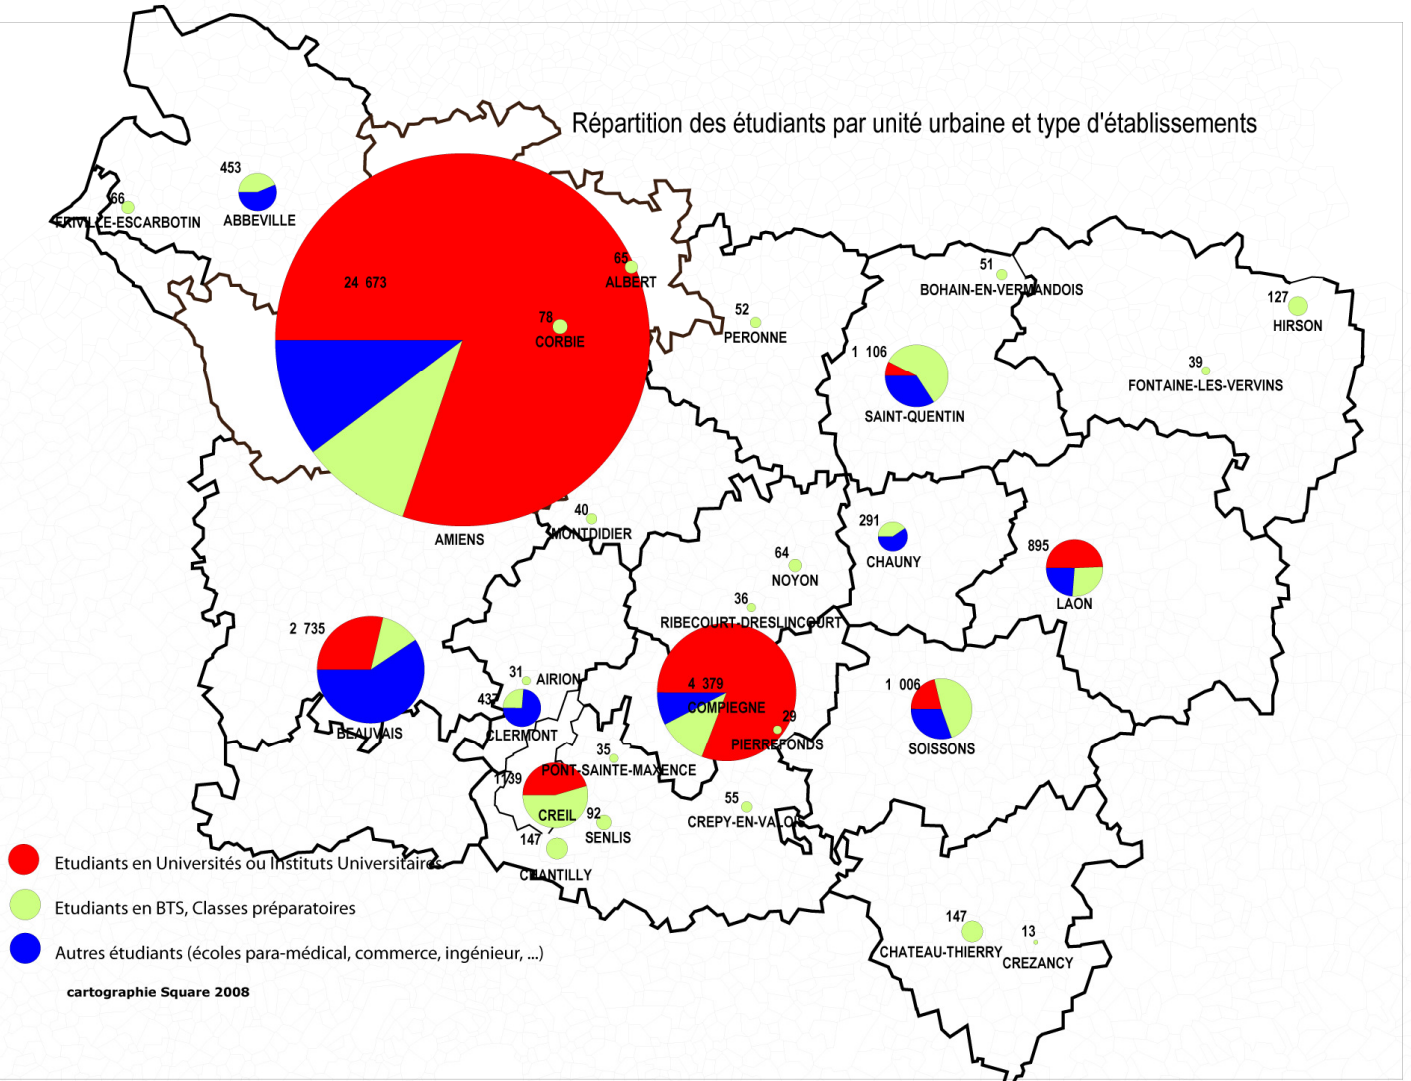 Répartition des étudiants par unité urbaine et type d'établissements
453
ABBEVILLE
66
FRIVILLE-ESCARBOTIN
24 673
AMIENS
65
ALBERT
78
CORBIE
52
PERONNE
51
BOHAIN-EN-VERMANDOIS
127
HIRSON
39
FONTAINE-LES-VERVINS
1 106
SAINT-QUENTIN
40
MONTDIDIER
291
CHAUNY
895
LAON
64
NOYON
36
RIBECOURT-DRESLINCOURT
2 735
BEAUVAIS
31
AIRION
437
CLERMONT
4 379
COMPIEGNE
29
PIERREFONDS
1 006
SOISSONS
35
PONT-SAINTE-MAXENCE
1139
CREIL
92
SENLIS
55
CREPY-EN-VALOIS
147
CHANTILLY
147
CHATEAU-THIERRY
13
CREZANCY
Etudiants en Universités ou Instituts Universitaires
Etudiants en BTS, Classes préparatoires
Autres étudiants (écoles para-médical, commerce, ingénieur, ...)
cartographie Square 2008